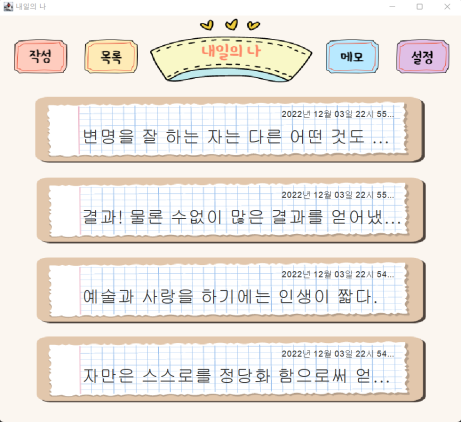 내일의 나
작성
목록
내일의 나
메모
설정
2022년 12월 03일 22시 55...
변명을 잘 하는 자는 다른 어떤 것도 ...
2022년 12월 03일 22시 55...
결과! 물론 수없이 많은 결과를 얻어냈...
2022년 12월 03일 22시 54...
예술과 사랑을 하기에는 인생이 짧다.
2022년 12월 03일 22시 54...
자만은 스스로를 정당화 함으로써 얻...